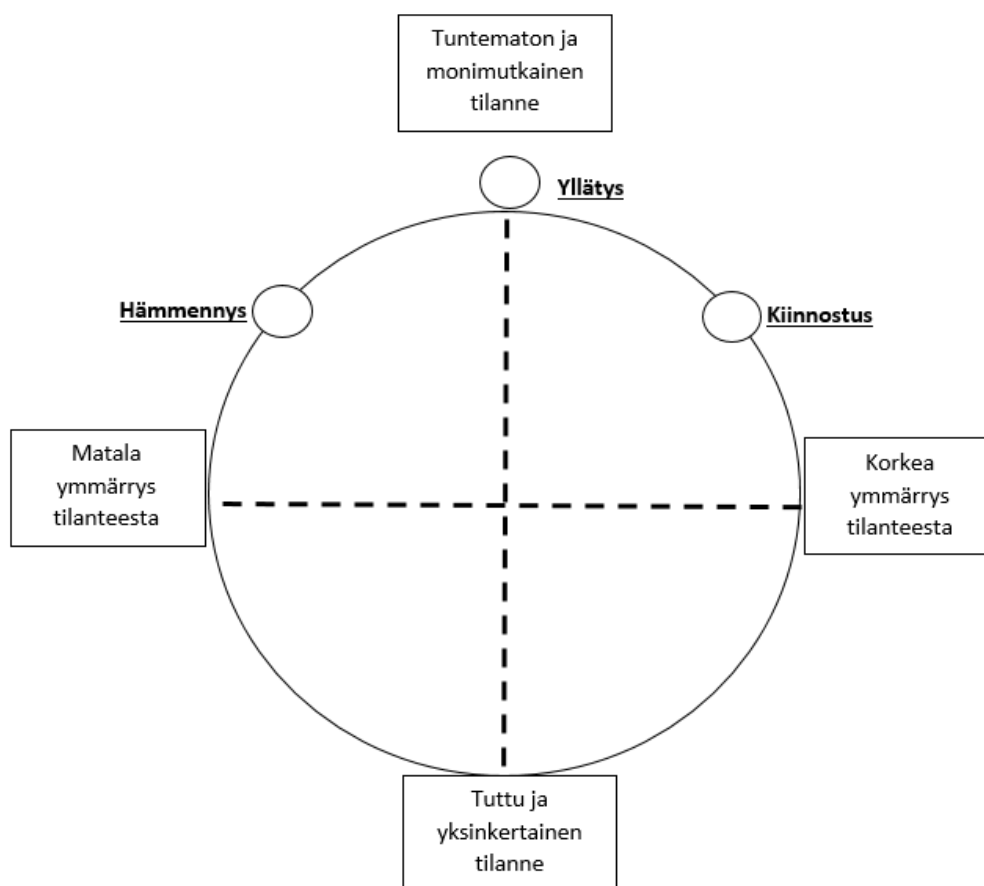 Tuntematon ja
monimutkainen
tilanne
Yllätys
Hämmennys
Kiinnostus
Matala
ymmärrys
tilanteesta
Korkea
ymmärrys
tilanteesta
Tuttu ja
yksinkertainen
tilanne